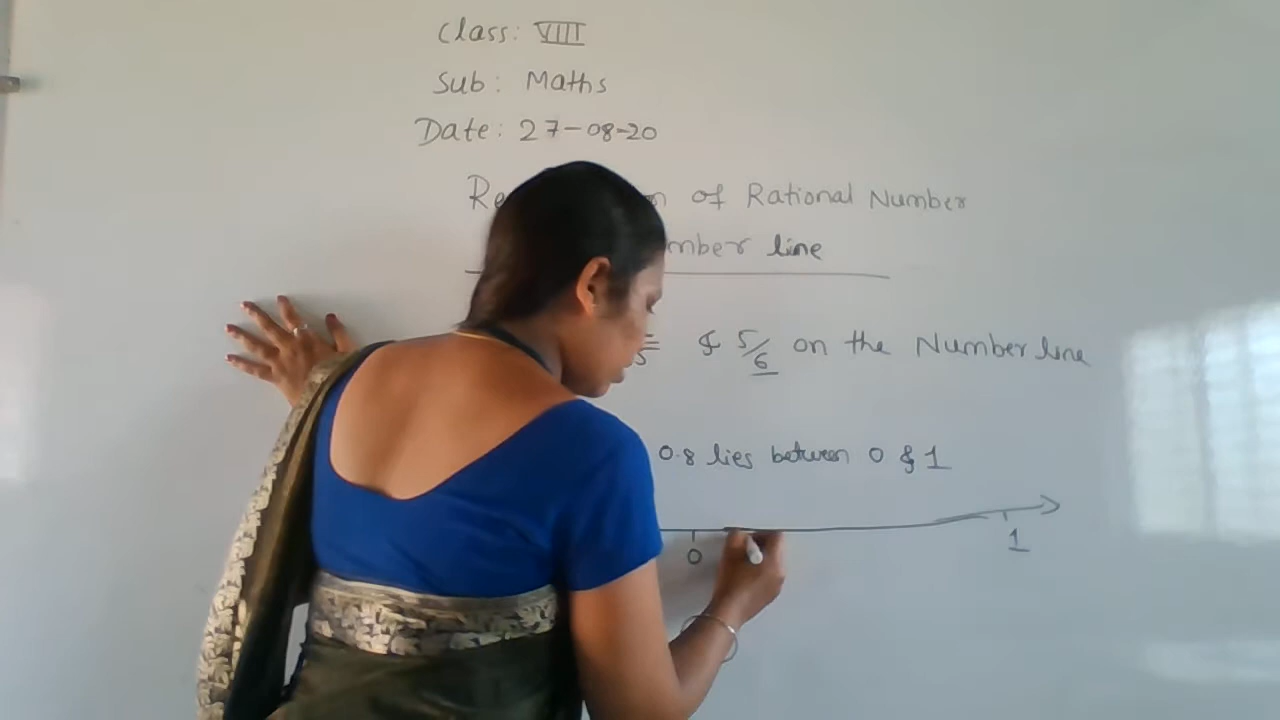 Class: VIII
Sub: Maths
Date: 27-08-20
of Rational Number
line
5 & 5/6 on the Number line
0.8 lies between 0 & 1
0 1